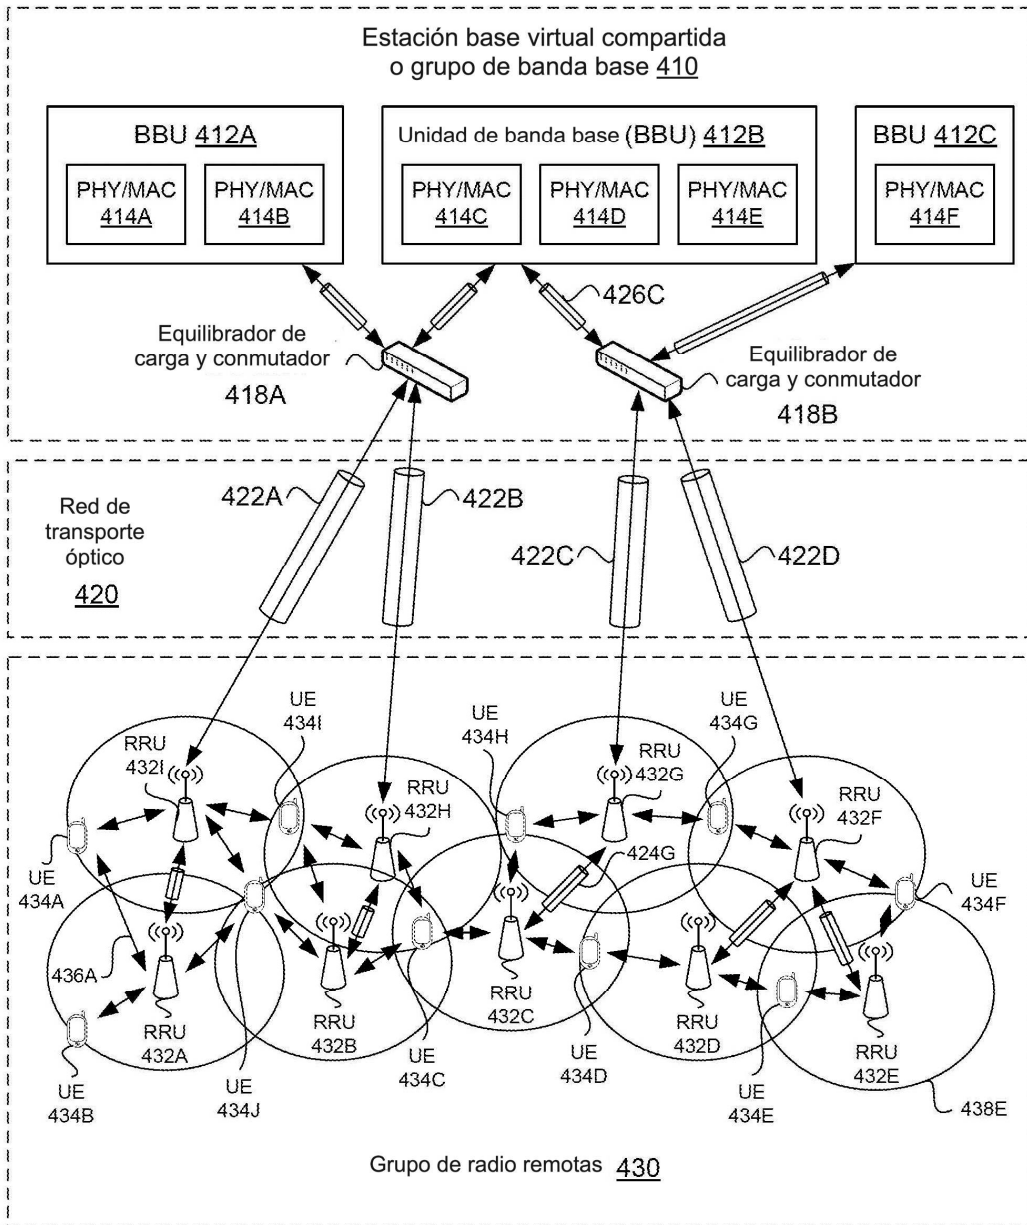 Estación base virtual compartida
o grupo de banda base 410
BBU 412A
PHY/MAC
414A
PHY/MAC
414B
Unidad de banda base (BBU) 412B
PHY/MAC
414C
PHY/MAC
414D
PHY/MAC
414E
BBU 412C
PHY/MAC
414F
426C
Equilibrador de
carga y conmutador
418A
Equilibrador de
carga y conmutador
418B
Red de
transporte
óptico
420
422A
422B
422C
422D
UE
434I
RRU
432I
RRU
432H
UE
434H
RRU
432G
UE
434G
RRU
432F
424G
UE
434A
UE
434F
436A
RRU
432A
RRU
432B
RRU
432C
RRU
432D
RRU
432E
UE
434B
UE
434J
UE
434C
UE
434D
UE
434E
438E
Grupo de radio remotas 430